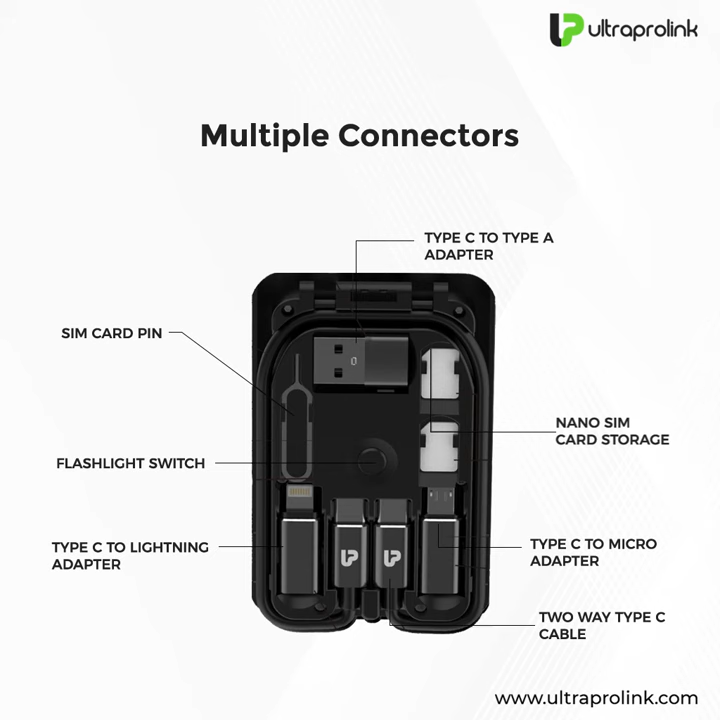 ultraprolink
Multiple Connectors
TYPE C TO TYPE A
ADAPTER
SIM CARD PIN
NANO SIM
CARD STORAGE
FLASHLIGHT SWITCH
TYPE C TO LIGHTNING
ADAPTER
TYPE C TO MICRO
ADAPTER
TWO WAY TYPE C
CABLE
www.ultraprolink.com